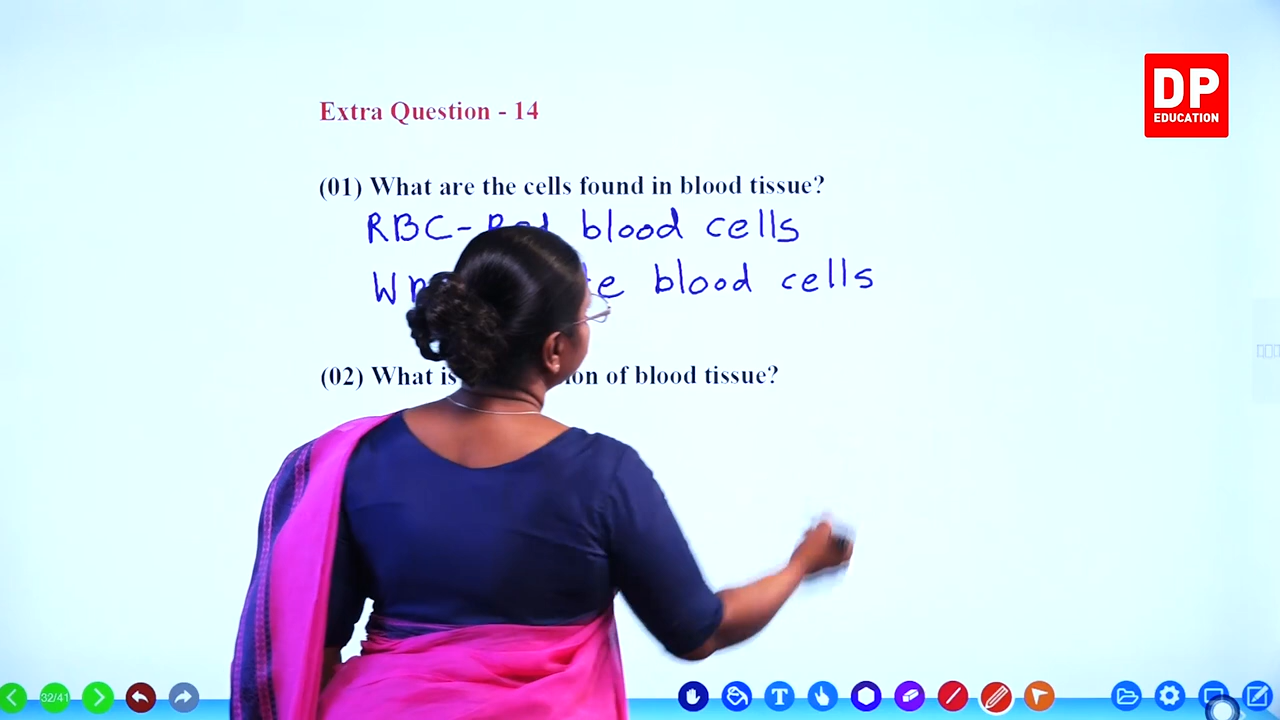 DP
EDUCATION
Extra Question - 14
(01) What are the cells found in blood tissue?
RBC- Red blood cells
blood cells
(02) What is of blood tissue?
32/41
T